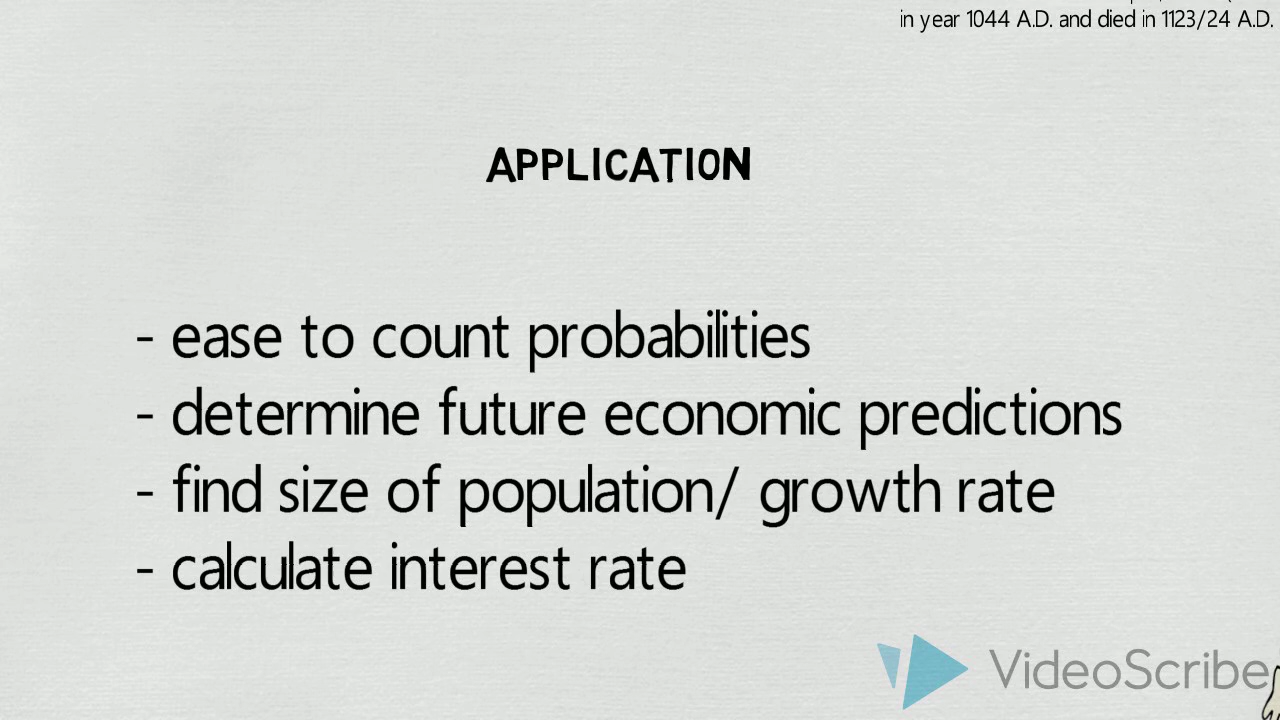 in year 1044 A.D. and died in 1123/24 A.D.
APPLICATION
- ease to count probabilities
- determine future economic predictions
- find size of population/ growth rate
- calculate interest rate
VideoScribe